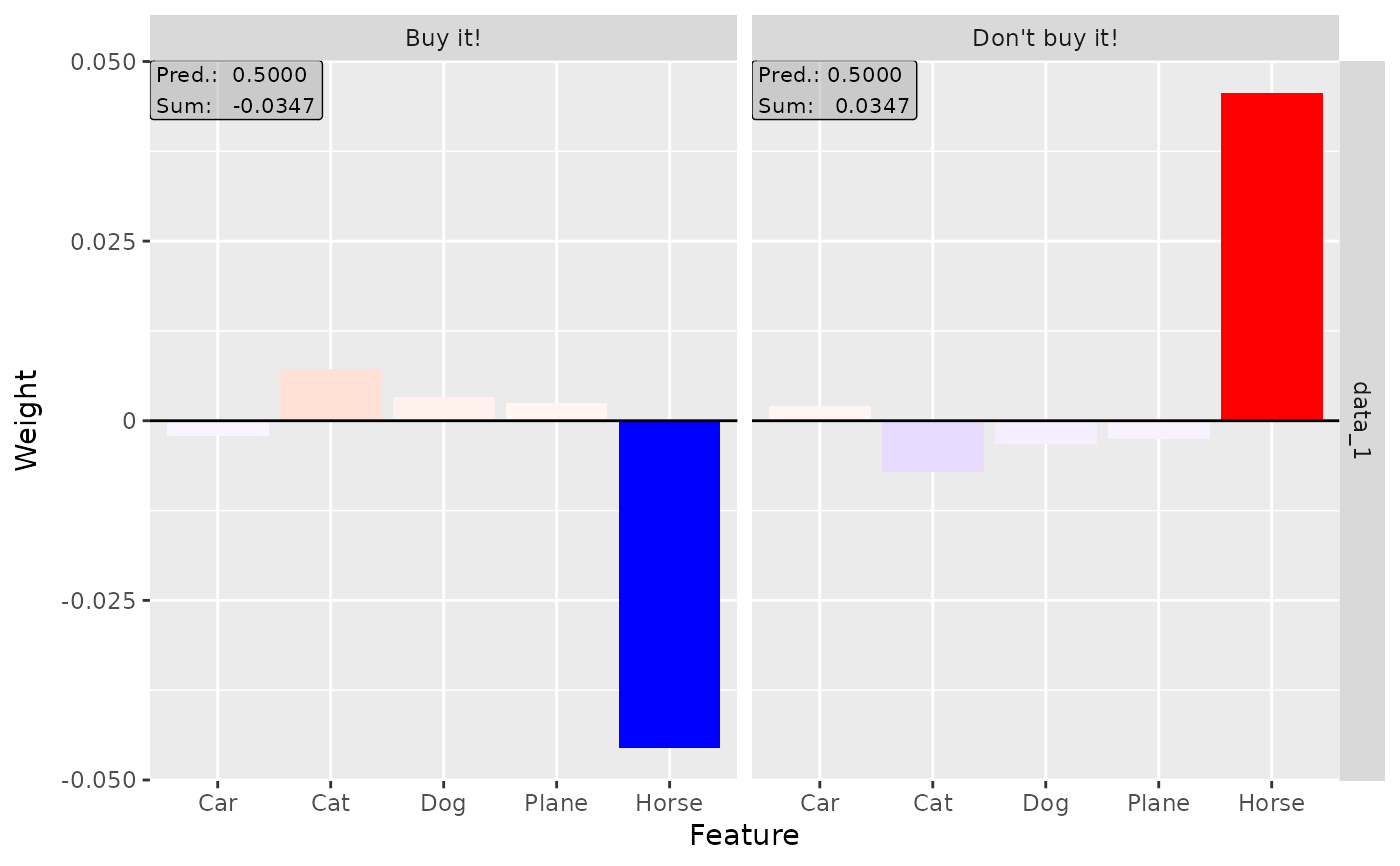 Buy it!
Don't buy it!
Pred.: 0.5000
Sum: -0.0347
Pred.: 0.5000
Sum: 0.0347
0.050
0.025
0
-0.025
-0.050
Weight
data_1
Car Cat Dog Plane Horse
Car Cat Dog Plane Horse
Feature